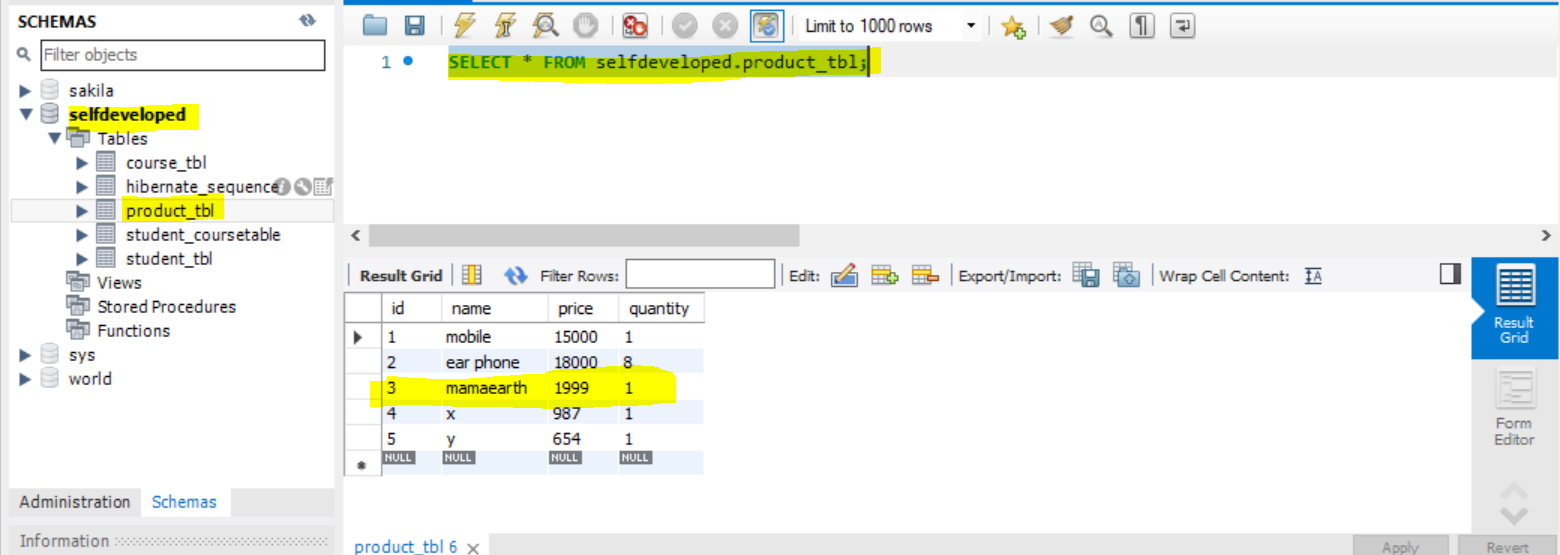 SCHEMAS
Filter objects
sakila
selfdeveloped
Tables
course_tbl
hibernate_sequence
product_tbl
student_coursetable
student_tbl
Views
Stored Procedures
Functions
sys
world
Administration Schemas
Information
Limit to 1000 rows
1 SELECT * FROM selfdeveloped.product_tbl;
Result Grid Filter Rows: Edit: Export/Import: Wrap Cell Content:
id name price quantity
1 mobile 15000 1
2 ear phone 18000 8
3 mamaearth 1999 1
4 x 987 1
5 y 654 1
NULL NULL NULL NULL
Result
Grid
Form
Editor
product_tbl 6
Apply Revert